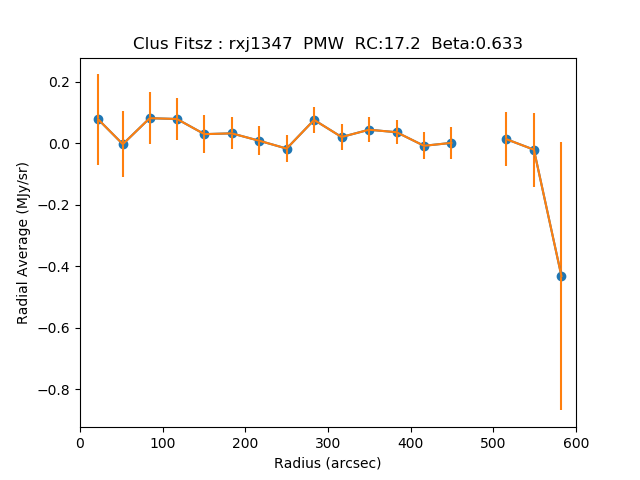 Clus Fitsz : rxj1347  PMW  RC:17.2  Beta:0.633
0.2
0.0
−0.2
−0.4
−0.6
−0.8
Radial Average (MJy/sr)
0 100 200 300 400 500 600
Radius (arcsec)